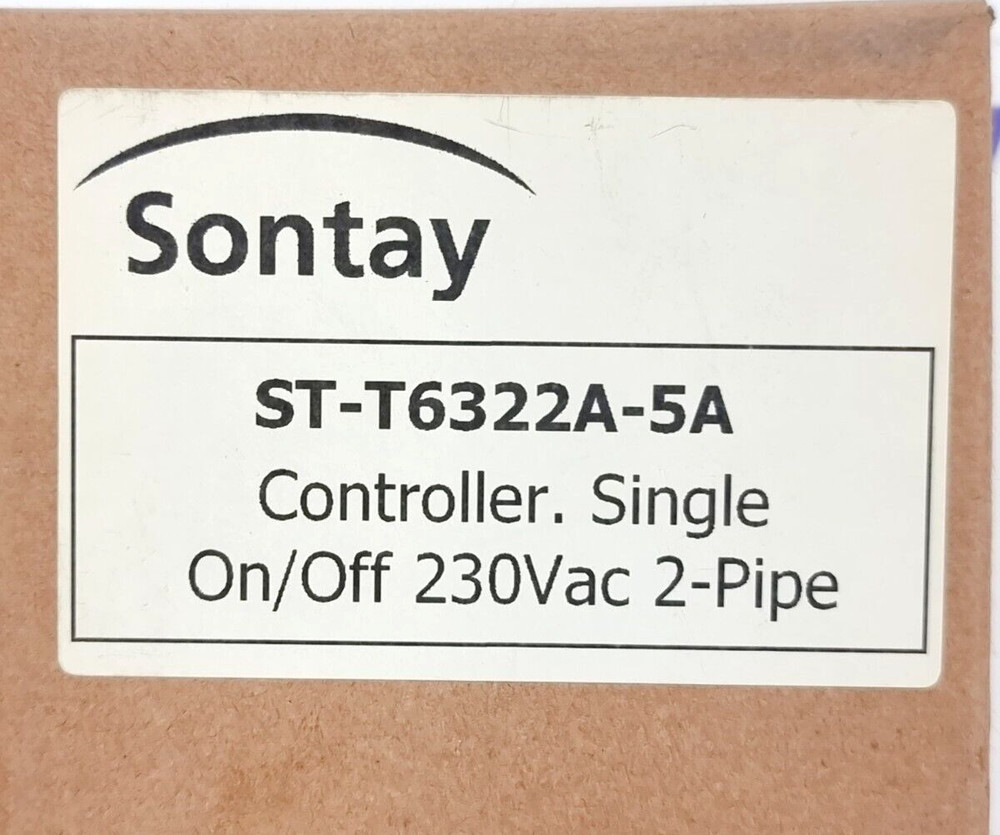 Sontay
ST-T6322A-5A
Controller. Single
On/Off 230Vac 2-Pipe